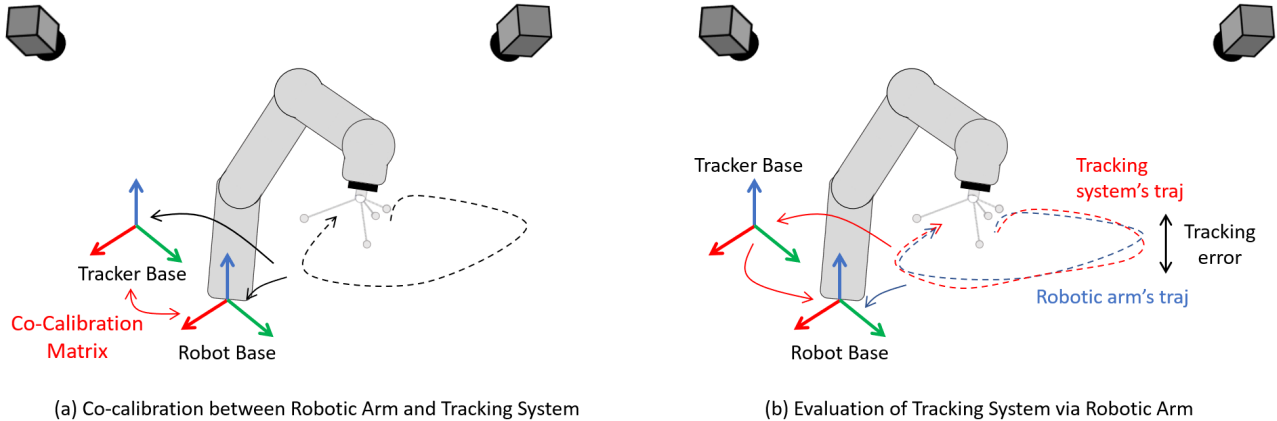 Tracker Base
Co-Calibration
Matrix
Robot Base
(a) Co-calibration between Robotic Arm and Tracking System
Tracker Base
Tracking
system's traj
Tracking
error
Robotic arm's traj
Robot Base
(b) Evaluation of Tracking System via Robotic Arm